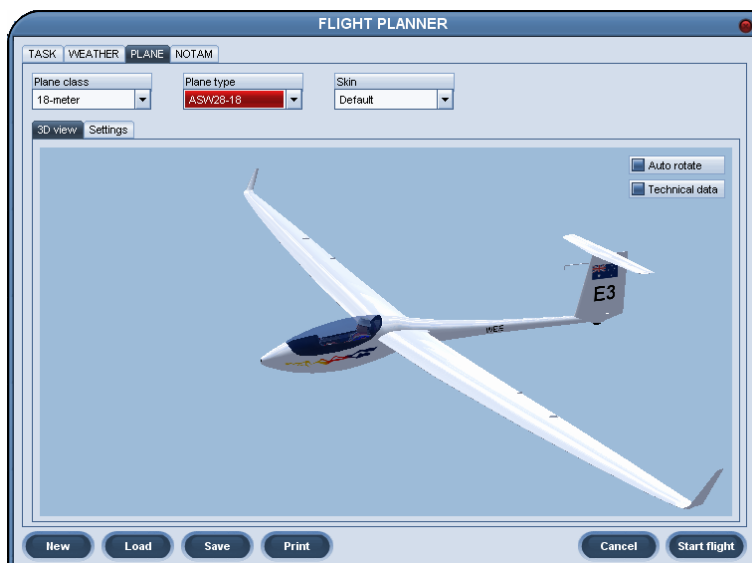 FLIGHT PLANNER
TASK WEATHER PLANE NOTAM
Plane class Plane type Skin
18-meter ASW28-18 Default
3D view Settings
Auto rotate
Technical data
E3
New Load Save Print Cancel Start flight